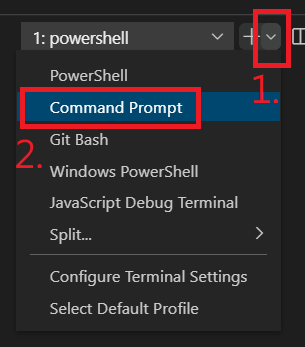 1: powershell
1.
PowerShell
Command Prompt
2.
Git Bash
Windows PowerShell
JavaScript Debug Terminal
Split...
Configure Terminal Settings
Select Default Profile